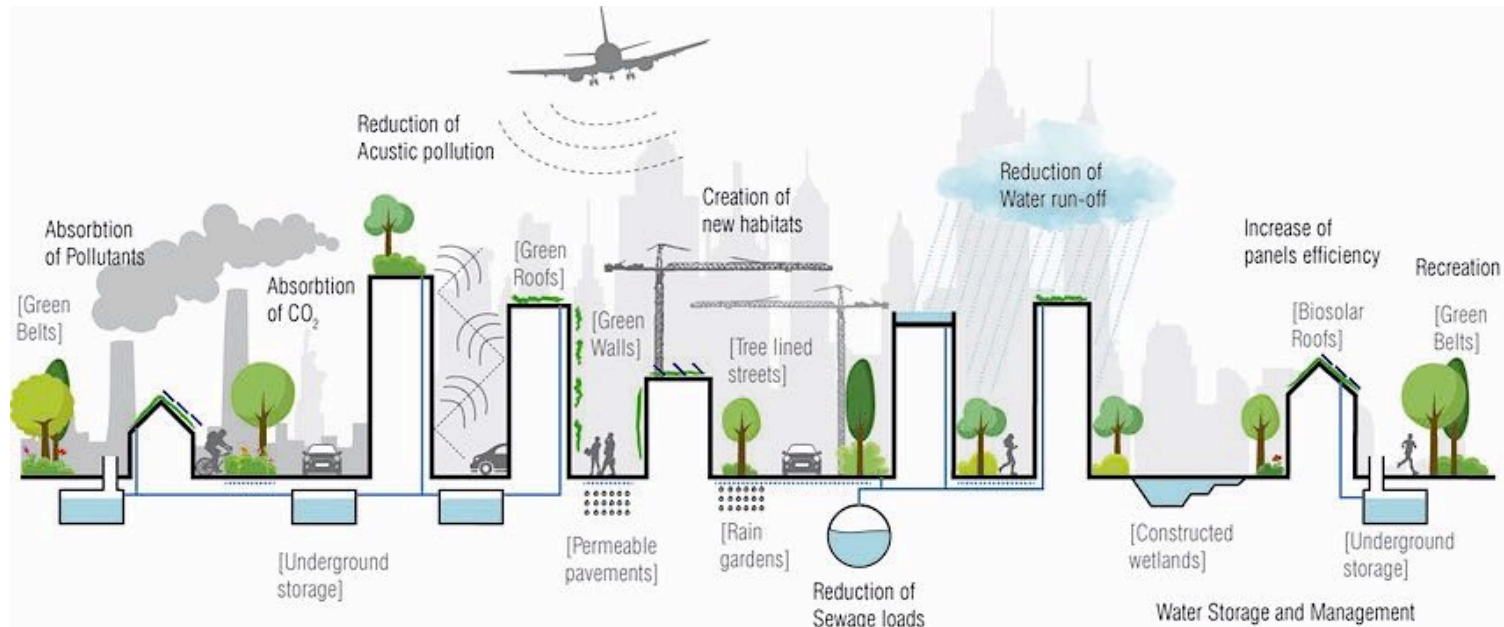 Reduction of
Acustic pollution
Absorbtion
of Pollutants
[Green
Belts]
Absorbtion
of CO₂
[Green
Roofs]
[Green
Walls]
Creation of
new habitats
[Tree lined
streets]
Reduction of
Water run-off
Increase of
panels efficiency
[Biosolar
Roofs]
Recreation
[Green
Belts]
[Underground
storage]
[Permeable
pavements]
[Rain
gardens]
Reduction of
Sewage loads
[Constructed
wetlands]
[Underground
storage]
Water Storage and Management